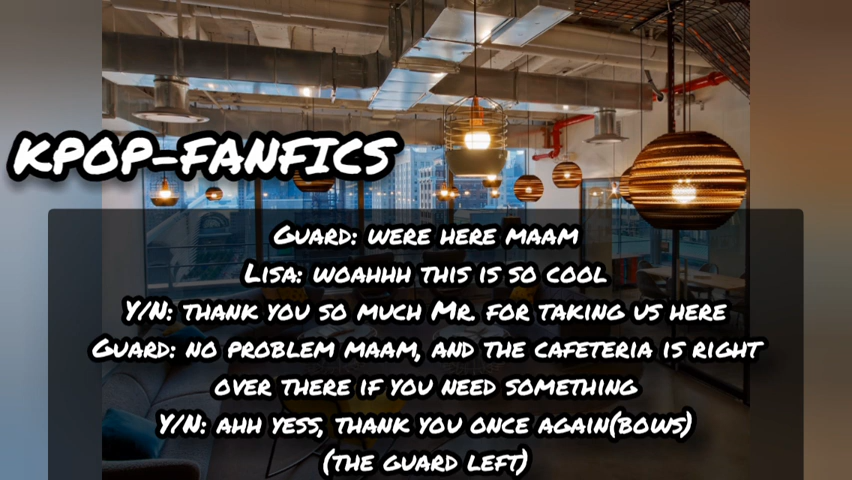 KPOP-FANFICS
Guard: were here maam
Lisa: woahhh this is so cool
Y/N: thank you so much Mr. for taking us here
Guard: no problem maam, and the cafeteria is right
over there if you need something
Y/N: ahh yess, thank you once again(bows)
(the guard left)